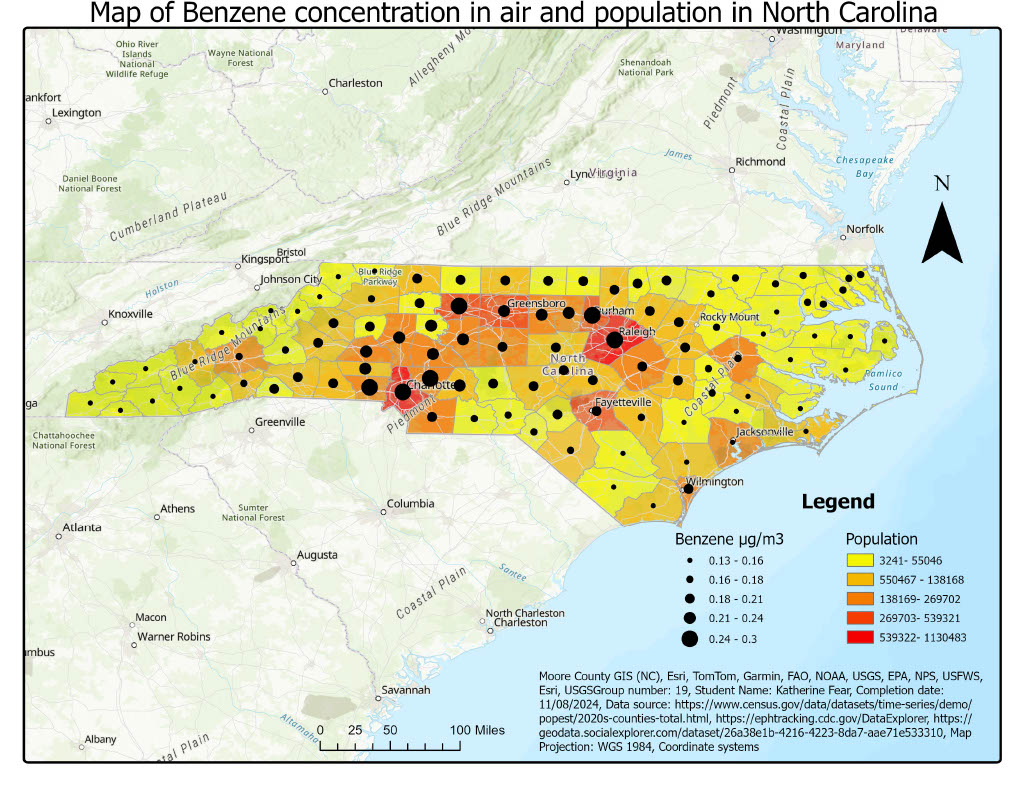 Map of Benzene concentration in air and population in North Carolina
Washington
Delaware
Maryland
Ohio River
Islands
National
Wildlife Refuge
Wayne National
Forest
Allegheny Mo
Shenandoah
National Park
Charleston
ankfort
Lexington
Piedmont
Coastal Plain
James
Richmond
Chesapeake
Bay
Virginia
Daniel Boone
National Forest
Blue Ridge Mountains
Cumberland Plateau
N
Norfolk
Bristol
Kingsport
Johnson City
Blue Ridge
Parkway
Holston
Knoxville
Greensboro
Durham
Raleigh
Rocky Mount
Blue Ridge Mountains
North
Carolina
Coastal Plain
Pamlico
Sound
ga
Charlotte
Piedmont
Fayetteville
Greenville
Chattahoochee
National Forest
Jacksonville
Wilmington
Columbia
Athens
Sumter
National Forest
Atlanta
Augusta
Coastal Plain
Santee
Macon
Warner Robins
North Charleston
Charleston
mbus
Savannah
Altamaha
Albany
stal Plain
Legend
Benzene µg/m3
0.13 - 0.16
0.16 - 0.18
0.18 - 0.21
0.21 - 0.24
0.24 - 0.3
Population
3241- 55046
550467 - 138168
138169- 269702
269703- 539321
539322- 1130483
0 25 50 100 Miles
Moore County GIS (NC), Esri, TomTom, Garmin, FAO, NOAA, USGS, EPA, NPS, USFWS,
Esri, USGSGroup number: 19, Student Name: Katherine Fear, Completion date:
11/08/2024, Data source: https://www.census.gov/data/datasets/time-series/demo/
popest/2020s-counties-total.html, https://ephtracking.cdc.gov/DataExplorer, https://
geodata.socialexplorer.com/dataset/26a38e1b-4216-4223-8da7-aae71e533310, Map
Projection: WGS 1984, Coordinate systems